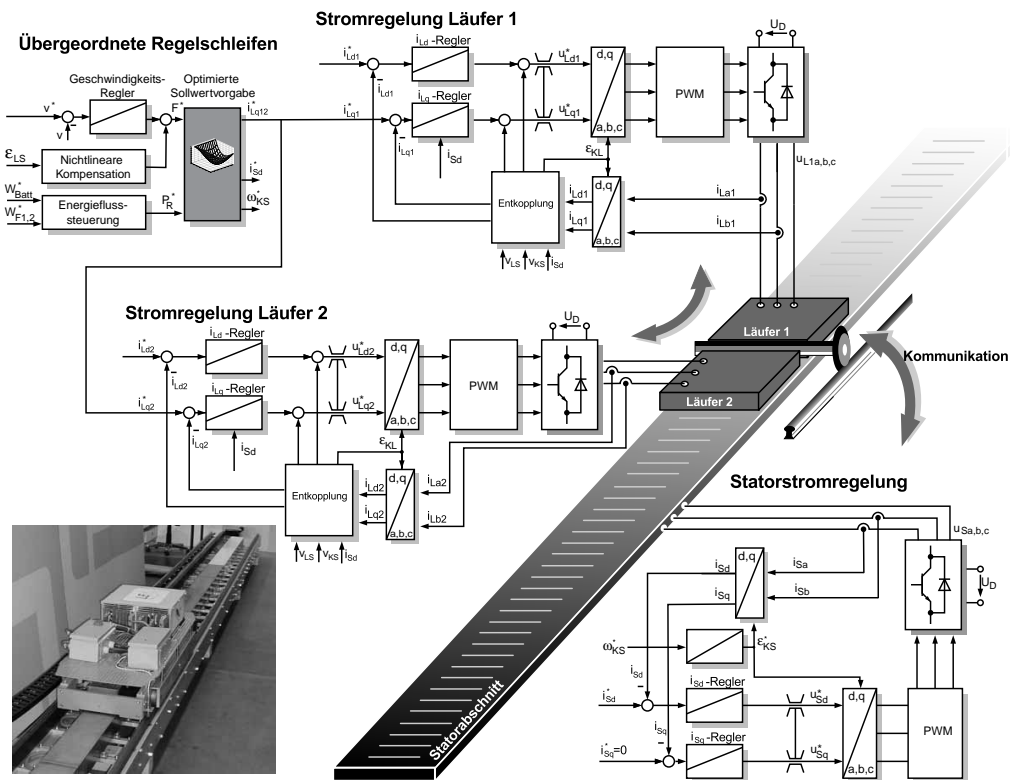 Übergeordnete Regelschleifen
Geschwindigkeits-
Regler
Optimierte
Sollwertvorgabe
v*
v
F*
i*Lq12
εLS
Nichtlineare
Kompensation
i*Sd
W*Batt
W*F1,2
Energiefluss-
steuerung
P*R
ω*KS
Stromregelung Läufer 1
i*Ld1
iLd-Regler
iLd1
u*Ld1
i*Lq1
iLq-Regler
iLq1
u*Lq1
iSd
d,q
a,b,c
PWM
UD
εKL
uL1a,b,c
Entkopplung
iLd1
iLq1
d,q
a,b,c
iLa1
iLb1
vLS
vKS
iSd
Stromregelung Läufer 2
i*Ld2
iLd-Regler
iLd2
u*Ld2
i*Lq2
iLq-Regler
iLq2
u*Lq2
iSd
d,q
a,b,c
PWM
UD
εKL
Entkopplung
iLd2
iLq2
d,q
a,b,c
iLa2
iLb2
vLS
vKS
iSd
Läufer 1
Läufer 2
Kommunikation
Statorabschnitt
Statorstromregelung
uSa,b,c
iSd
iSq
d,q
a,b,c
iSa
iSb
UD
ω*KS
ε*KS
iSd
i*Sd
iSd-Regler
u*Sd
iSq
i*Sq=0
iSq-Regler
u*Sq
d,q
a,b,c
PWM